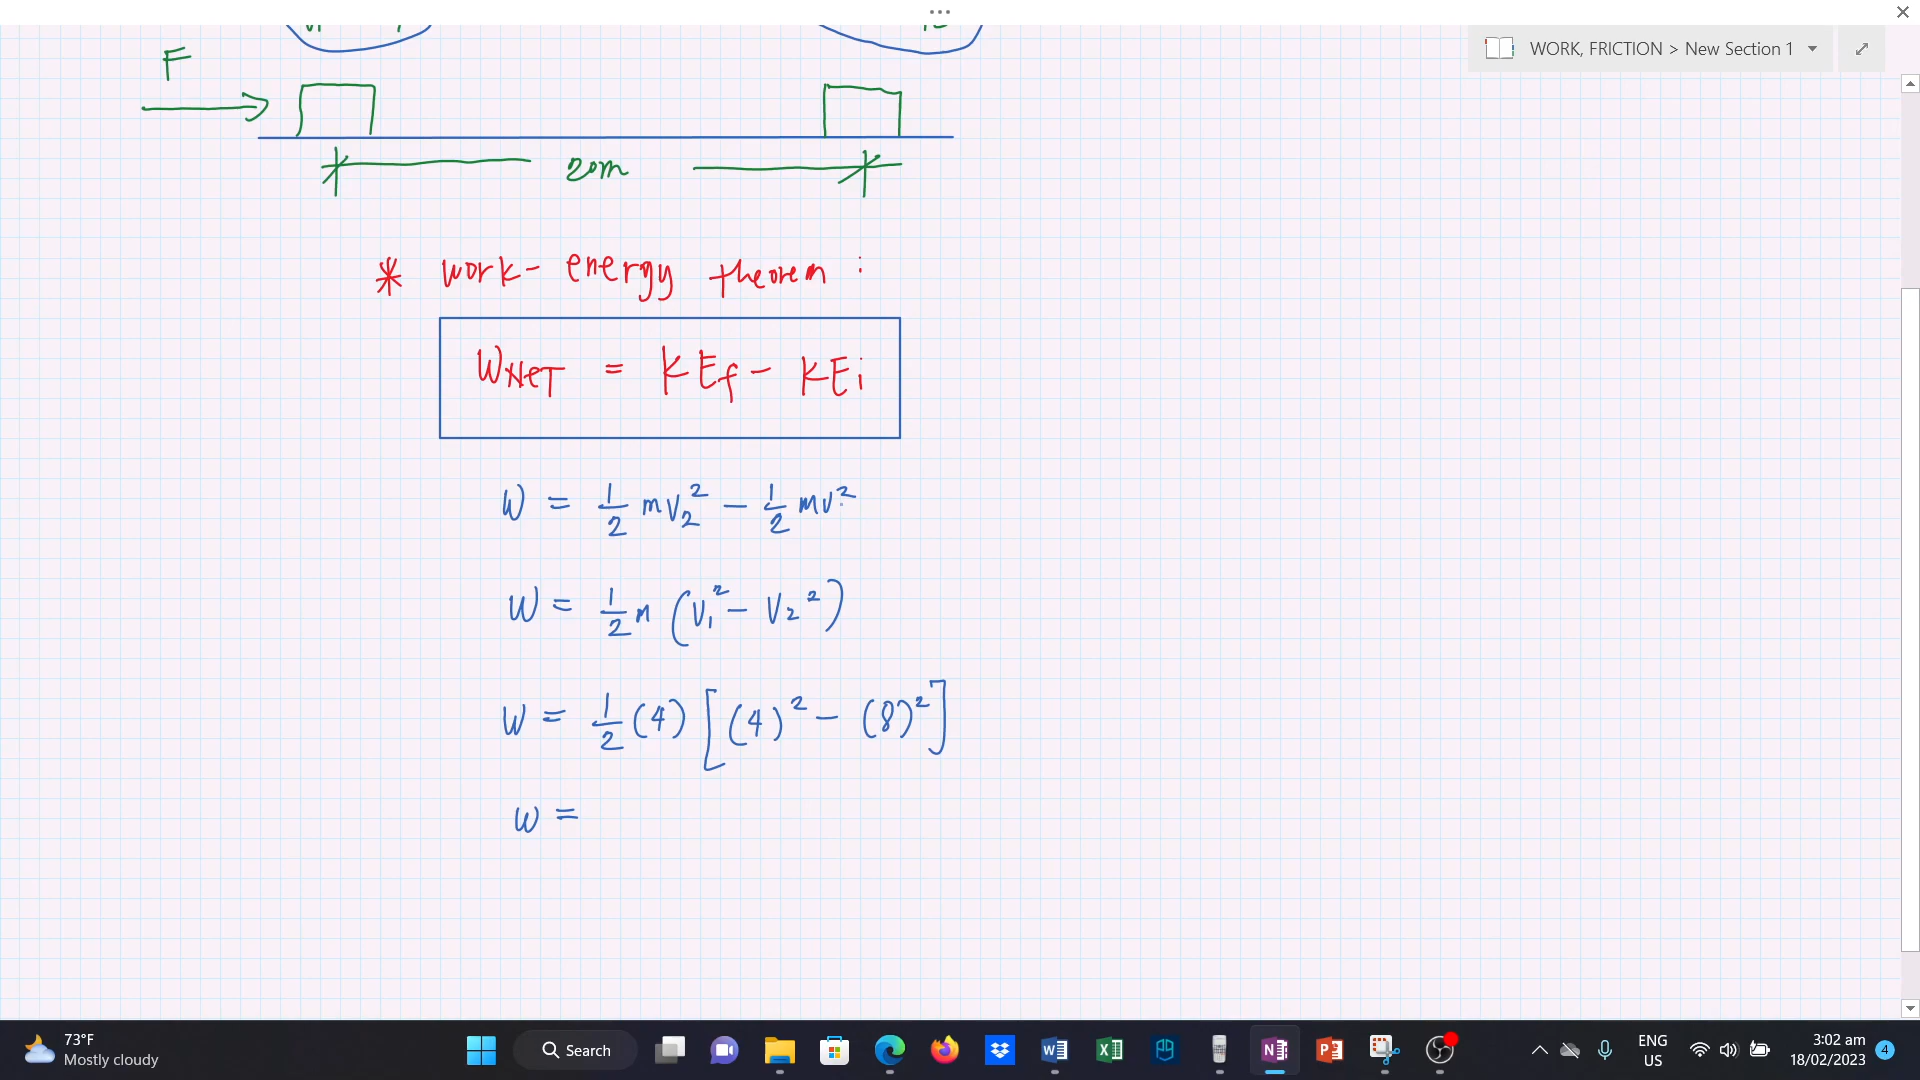 WORK, FRICTION > New Section 1
F
20m
* work-energy theorem :
WNET = KEf - KEi
W = 1/2 mv₂² - 1/2 mv²
W = 1/2 m (V₁² - V₂²)
W = 1/2 (4) [(4)² - (8)²]
W =
73°F
Mostly cloudy
Search
ENG
US
3:02 am
18/02/2023
4